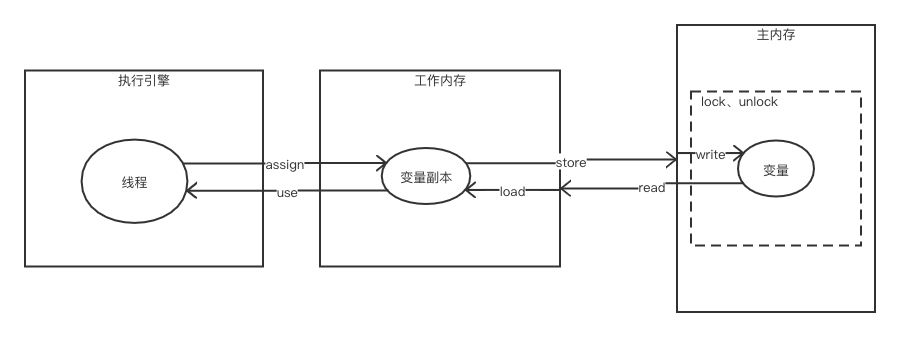 主内存
执行引擎
工作内存
lock、unlock
assign
store
write
线程
变量副本
变量
use
load
read